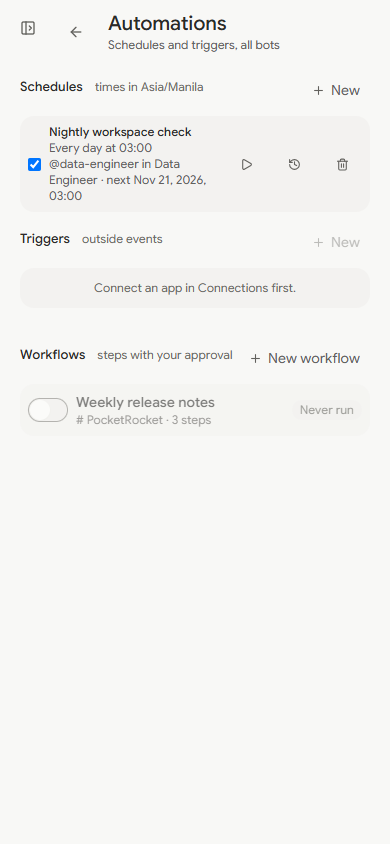 Automations
Schedules and triggers, all bots
Schedules times in Asia/Manila + New
Nightly workspace check
Every day at 03:00
@data-engineer in Data
Engineer · next Nov 21, 2026,
03:00
Triggers outside events + New
Connect an app in Connections first.
Workflows steps with your approval + New workflow
Weekly release notes
# PocketRocket · 3 steps
Never run